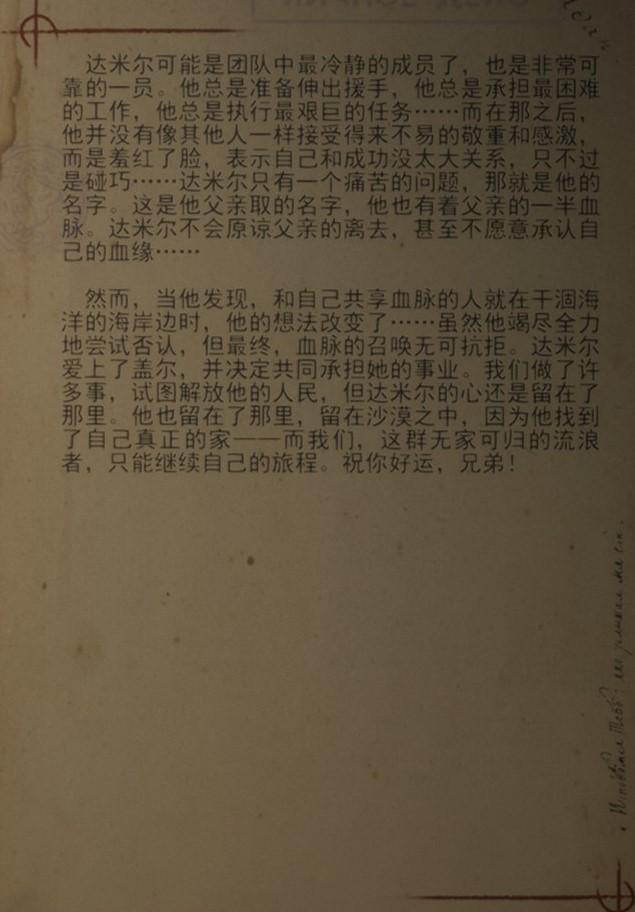 达米尔可能是团队中最冷静的成员了，也是非常可
靠的一员。他总是准备伸出援手，他总是承担最困难
的工作，他总是执行最艰巨的任务……而在那之后，
他并没有像其他人一样接受得来不易的敬重和感激，
而是羞红了脸，表示自己和成功没太大关系，只不过
是碰巧……达米尔只有一个痛苦的问题，那就是他的
名字。这是他父亲取的名字，他也有着父亲的一半血
脉。达米尔不会原谅父亲的离去，甚至不愿意承认自
己的血缘……
然而，当他发现，和自己共享血脉的人就在干涸海
洋的海岸边时，他的想法改变了……虽然他竭尽全力
地尝试否认，但最终，血脉的召唤无可抗拒。达米尔
爱上了盖尔，并决定共同承担她的事业。我们做了许
多事，试图解放他的人民，但达米尔的心还是留在了
那里。他也留在了那里，留在沙漠之中，因为他找到
了自己真正的家——而我们，这群无家可归的流浪
者，只能继续自己的旅程。祝你好运，兄弟！